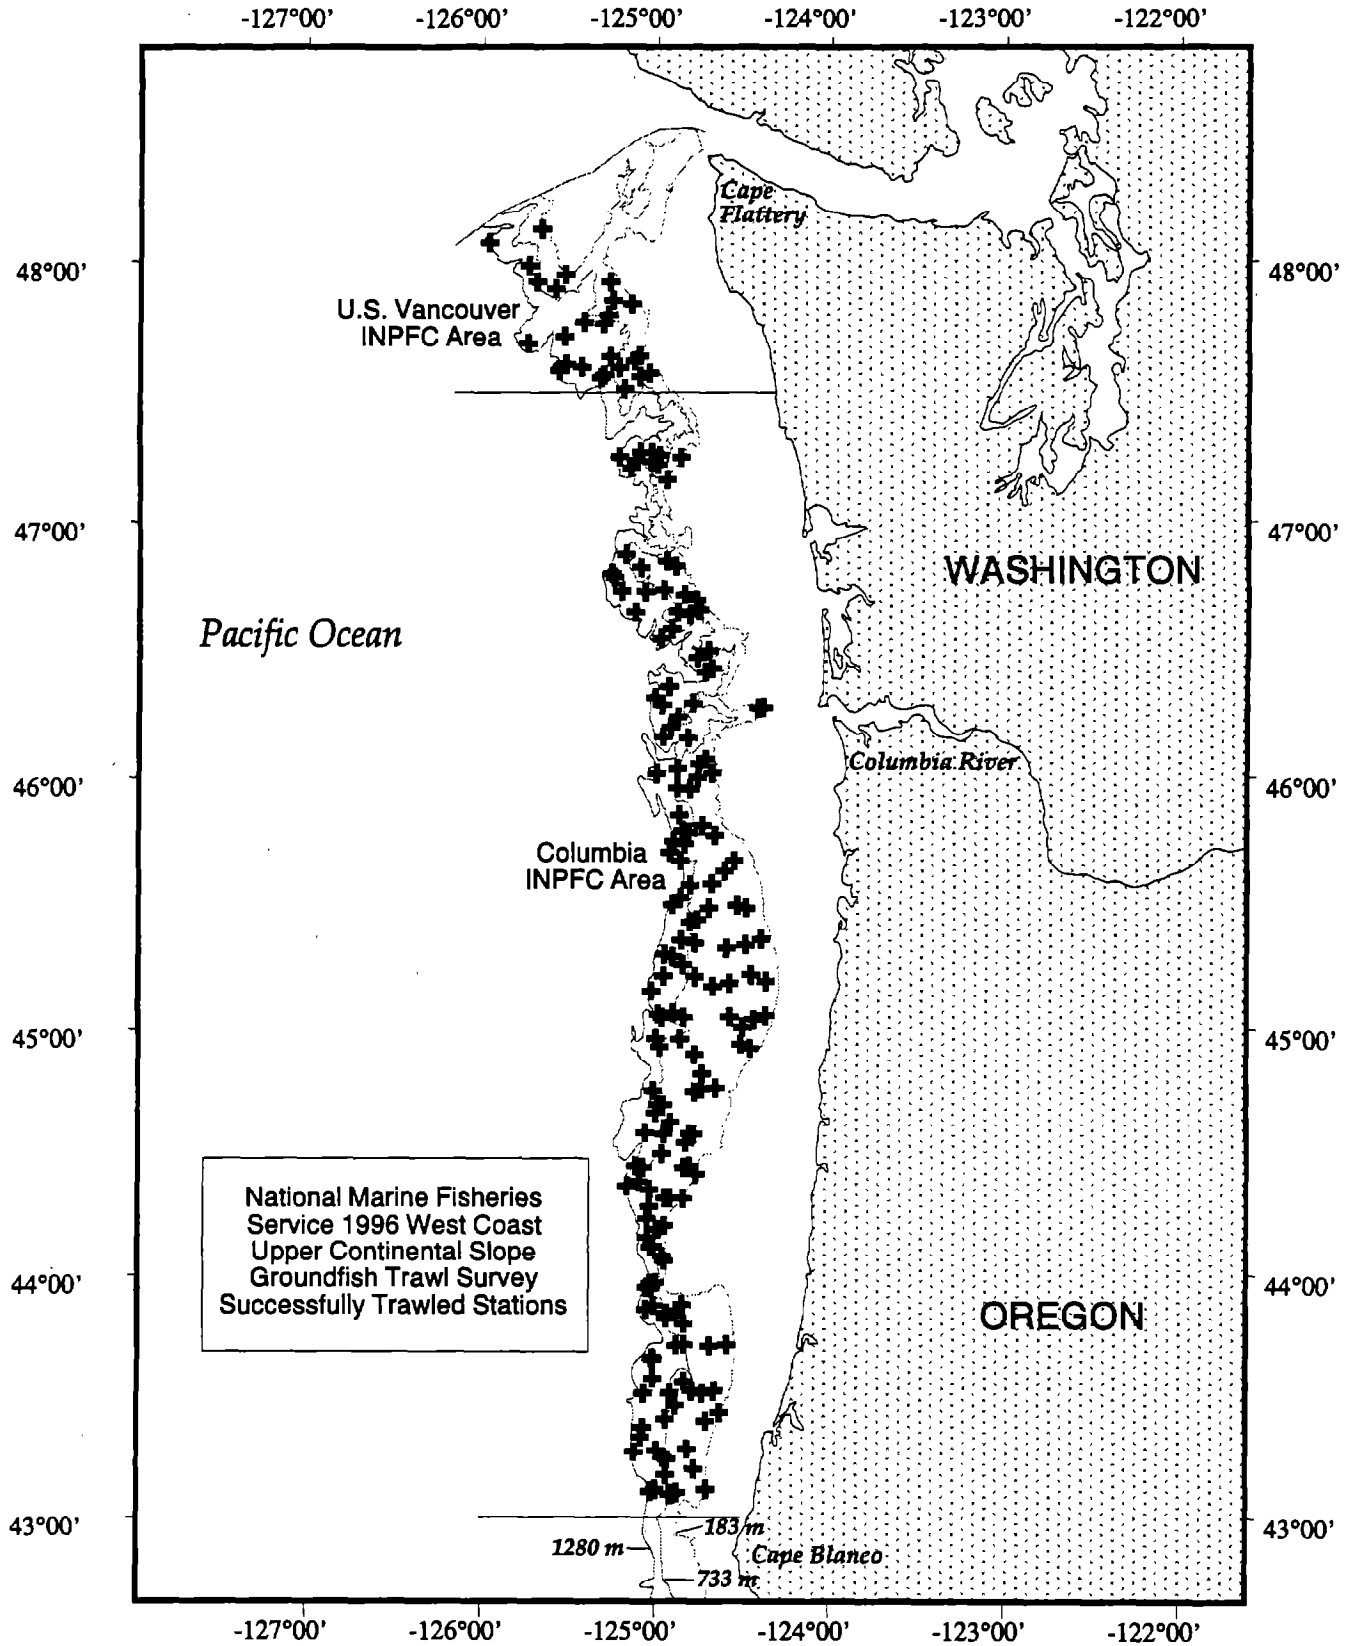 -127°00' -126°00' -125°00' -124°00' -123°00' -122°00'
Cape
Flattery
48°00' 48°00'
U.S. Vancouver
INPFC Area
47°00' 47°00'
WASHINGTON
Pacific Ocean
Columbia River
46°00' 46°00'
Columbia
INPFC Area
45°00' 45°00'
National Marine Fisheries
Service 1996 West Coast
Upper Continental Slope
Groundfish Trawl Survey
Successfully Trawled Stations
44°00' 44°00'
OREGON
43°00' 43°00'
183 m
1280 m
Cape Blanco
733 m
-127°00' -126°00' -125°00' -124°00' -123°00' -122°00'